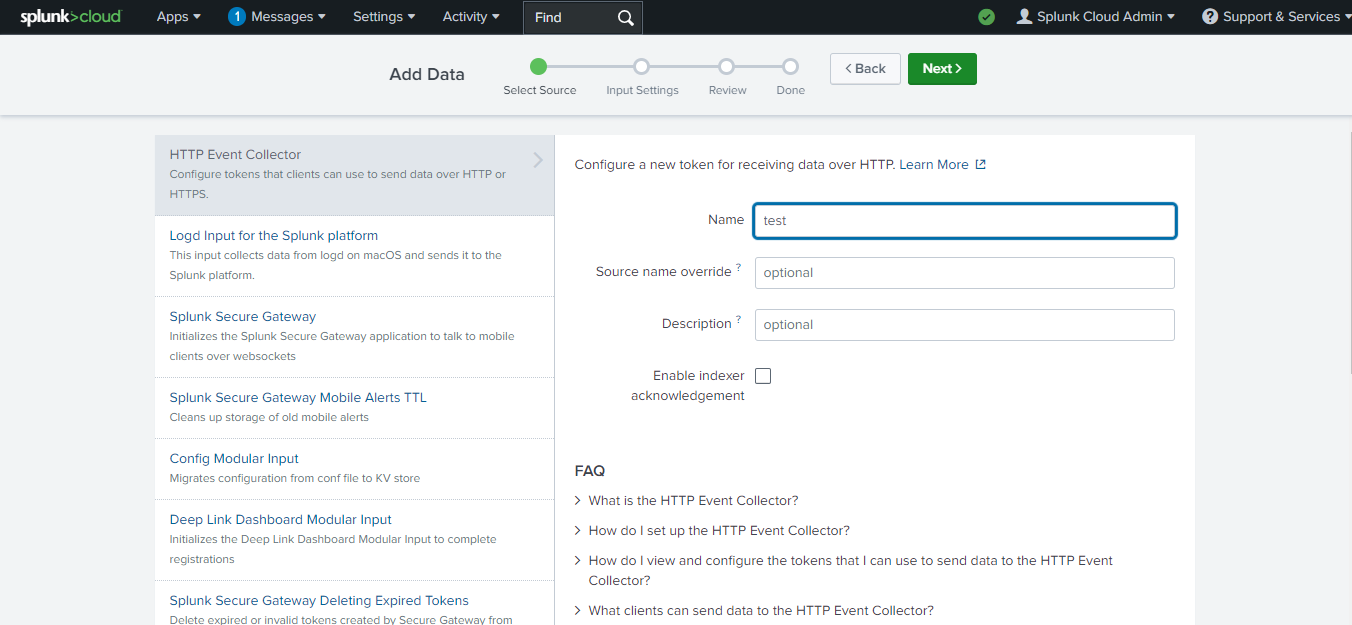 splunk>cloud Apps 1 Messages Settings Activity Find Splunk Cloud Admin ? Support & Services
Add Data
Select Source Input Settings Review Done
< Back Next >
HTTP Event Collector
Configure tokens that clients can use to send data over HTTP or
HTTPS.
Logd Input for the Splunk platform
This input collects data from logd on macOS and sends it to the
Splunk platform.
Splunk Secure Gateway
Initializes the Splunk Secure Gateway application to talk to mobile
clients over websockets
Splunk Secure Gateway Mobile Alerts TTL
Cleans up storage of old mobile alerts
Config Modular Input
Migrates configuration from conf file to KV store
Deep Link Dashboard Modular Input
Initializes the Deep Link Dashboard Modular Input to complete
registrations
Splunk Secure Gateway Deleting Expired Tokens
Delete expired or invalid tokens created by Secure Gateway from
Configure a new token for receiving data over HTTP. Learn More
Name test
Source name override ? optional
Description ? optional
Enable indexer
acknowledgement
FAQ
> What is the HTTP Event Collector?
> How do I set up the HTTP Event Collector?
> How do I view and configure the tokens that I can use to send data to the HTTP Event
Collector?
> What clients can send data to the HTTP Event Collector?